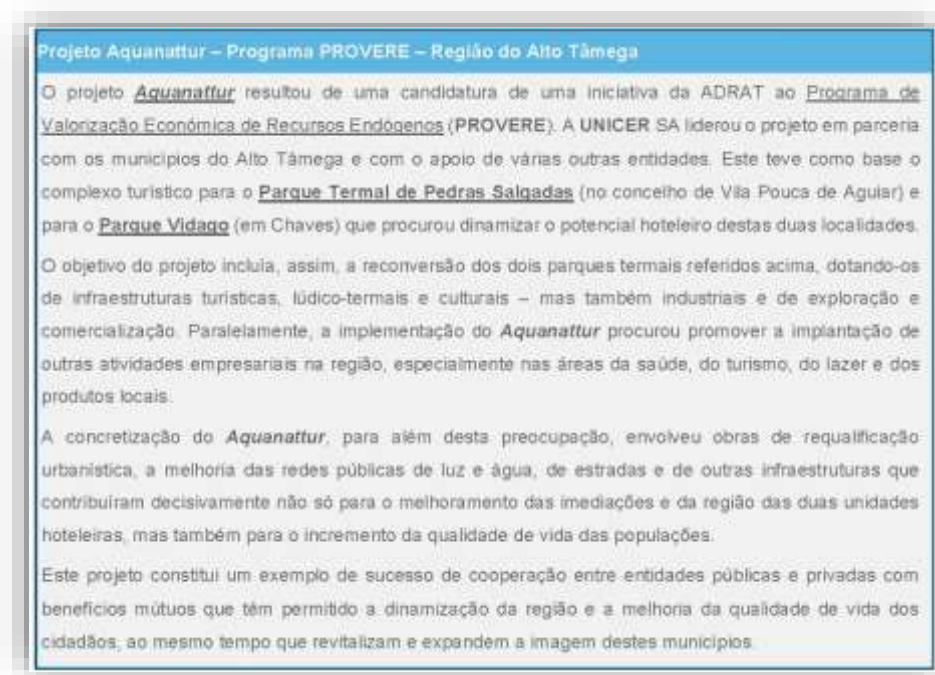 Projeto Aquanattur – Programa PROVERE – Região do Alto Tâmega
O projeto Aquanattur resultou de uma candidatura de uma iniciativa da ADRAT ao Programa de
Valorização Económica de Recursos Endógenos (PROVERE). A UNICER SA liderou o projeto em parceria
com os municípios do Alto Tâmega e com o apoio de várias outras entidades. Este teve como base o
complexo turístico para o Parque Termal de Pedras Salgadas (no concelho de Vila Pouca de Aguiar) e
para o Parque Vidago (em Chaves) que procurou dinamizar o potencial hoteleiro destas duas localidades.
O objetivo do projeto incluía, assim, a reconversão dos dois parques termais referidos acima, dotando-os
de infraestruturas turísticas, lúdico-termais e culturais – mas também industriais e de exploração e
comercialização. Paralelamente, a implementação do Aquanattur procurou promover a implantação de
outras atividades empresariais na região, especialmente nas áreas da saúde, do turismo, do lazer e dos
produtos locais.
A concretização do Aquanattur, para além desta preocupação, envolveu obras de requalificação
urbanística, a melhoria das redes públicas de luz e água, de estradas e de outras infraestruturas que
contribuíram decisivamente não só para o melhoramento das imediações e da região das duas unidades
hoteleiras, mas também para o incremento da qualidade de vida das populações.
Este projeto constitui um exemplo de sucesso de cooperação entre entidades públicas e privadas com
benefícios mútuos que têm permitido a dinamização da região e a melhoria da qualidade de vida dos
cidadãos, ao mesmo tempo que revitalizam e expandem a imagem destes municípios.